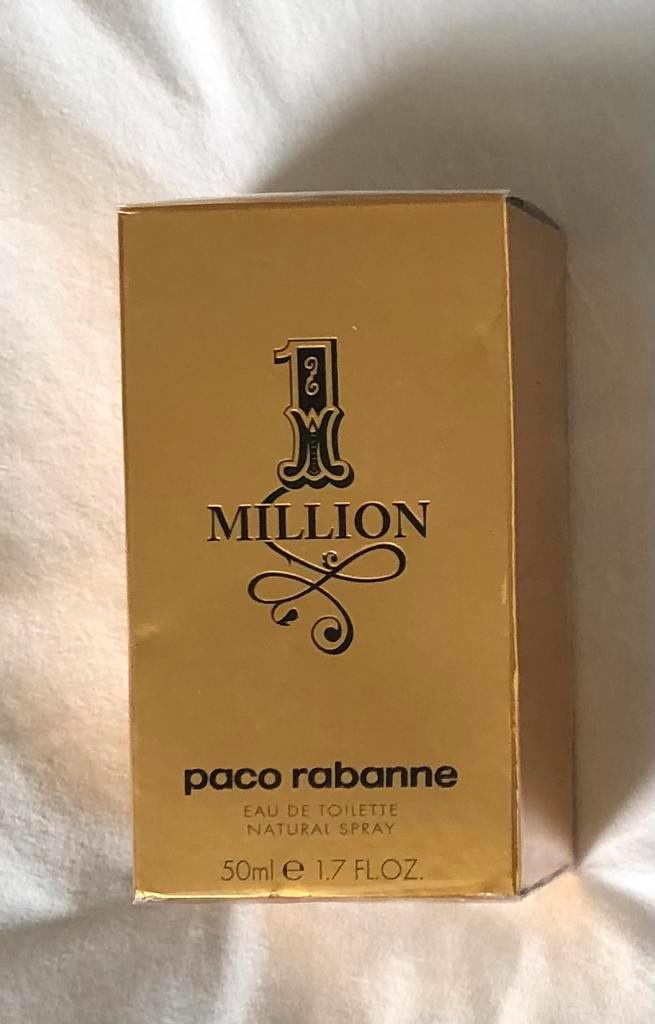 1
MILLION
paco rabanne
EAU DE TOILETTE
NATURAL SPRAY
50ml ℮ 1.7 FL.OZ.